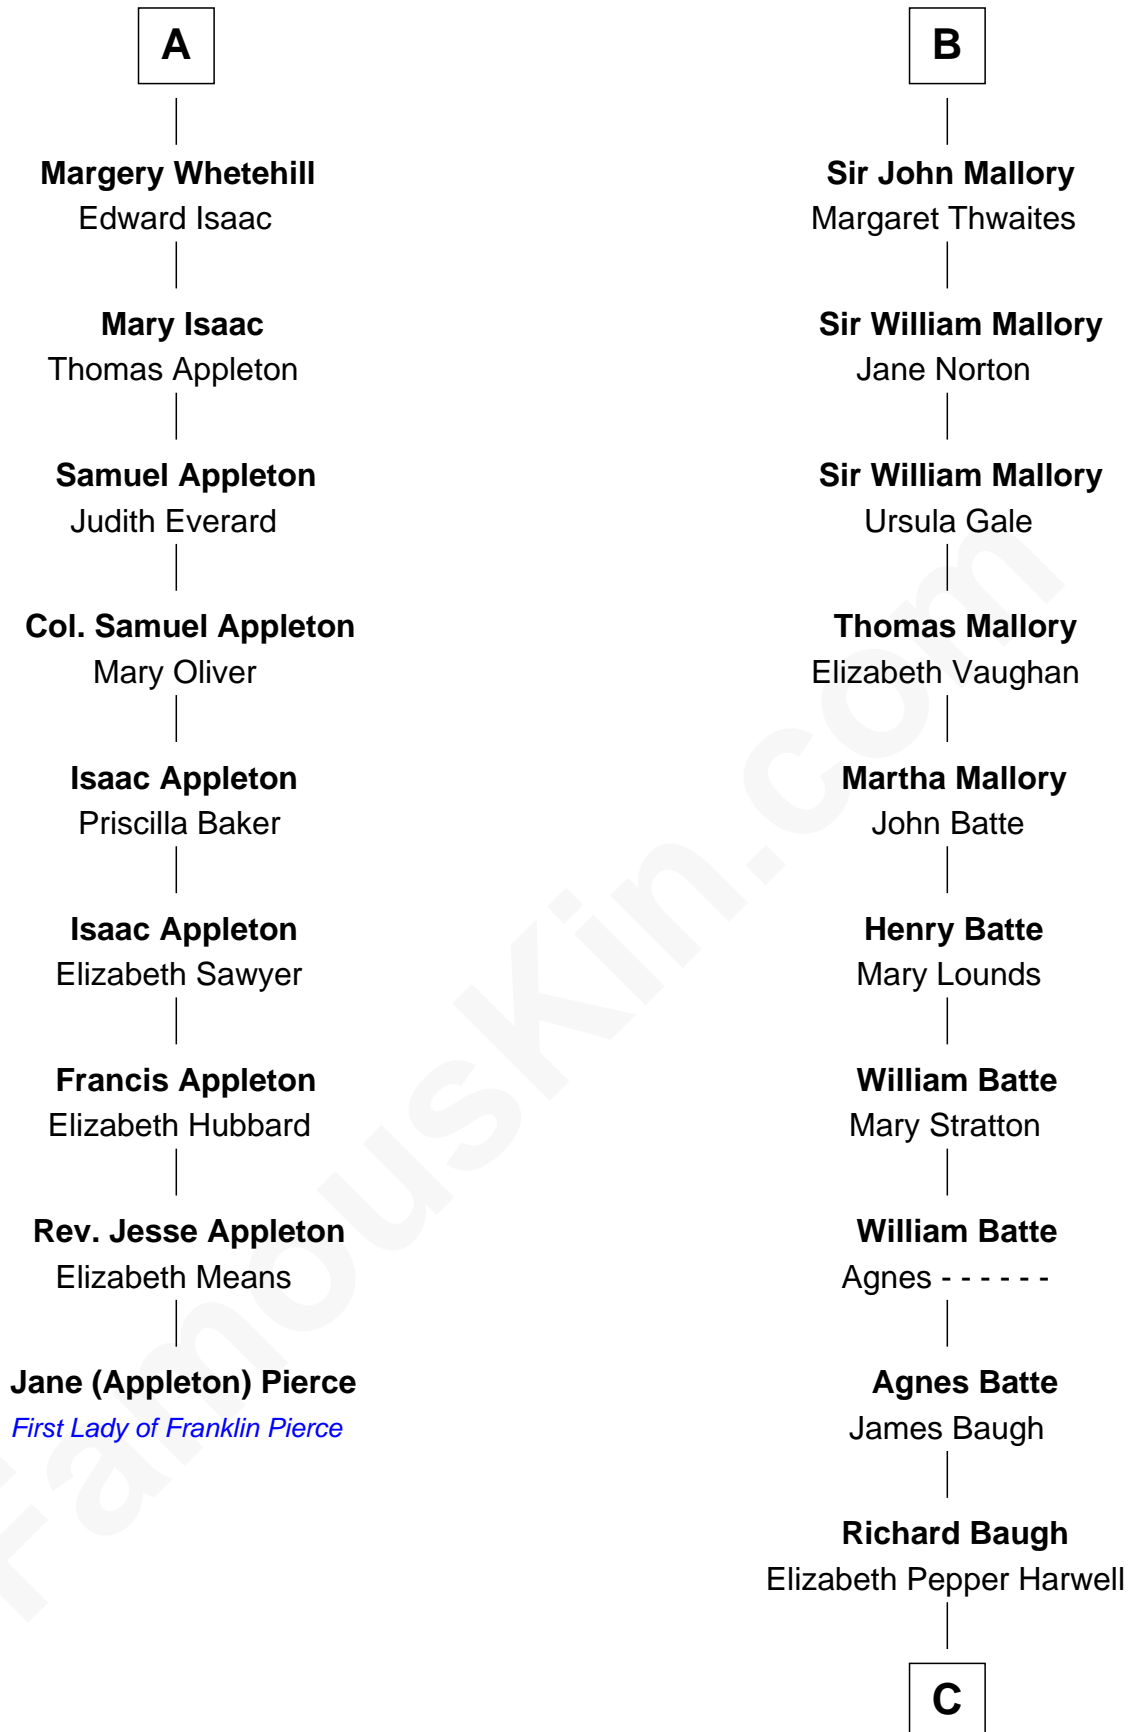 A
Margery Whetehill
Edward Isaac
Mary Isaac
Thomas Appleton
Samuel Appleton
Judith Everard
Col. Samuel Appleton
Mary Oliver
Isaac Appleton
Priscilla Baker
Isaac Appleton
Elizabeth Sawyer
Francis Appleton
Elizabeth Hubbard
Rev. Jesse Appleton
Elizabeth Means
Jane (Appleton) Pierce
First Lady of Franklin Pierce
B
Sir John Mallory
Margaret Thwaites
Sir William Mallory
Jane Norton
Sir William Mallory
Ursula Gale
Thomas Mallory
Elizabeth Vaughan
Martha Mallory
John Batte
Henry Batte
Mary Lounds
William Batte
Mary Stratton
William Batte
Agnes - - - - - -
Agnes Batte
James Baugh
Richard Baugh
Elizabeth Pepper Harwell
C
FamousKin.com